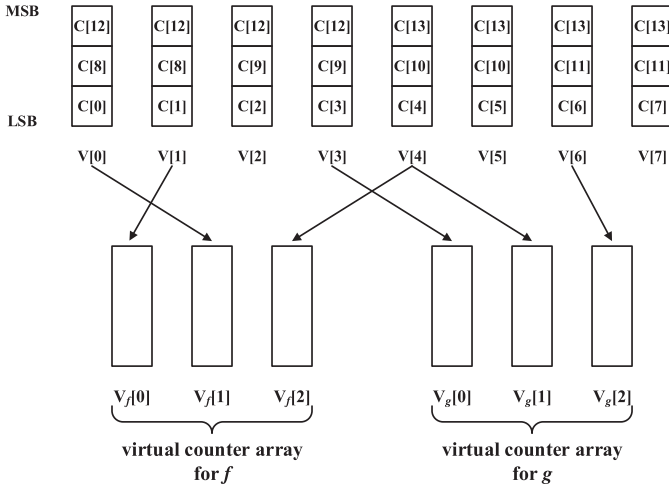 MSB C[12] C[12] C[12] C[12] C[13] C[13] C[13] C[13]
C[8] C[8] C[9] C[9] C[10] C[10] C[11] C[11]
LSB C[0] C[1] C[2] C[3] C[4] C[5] C[6] C[7]
V[0] V[1] V[2] V[3] V[4] V[5] V[6] V[7]
Vf[0] Vf[1] Vf[2] Vg[0] Vg[1] Vg[2]
virtual counter array virtual counter array
for f for g